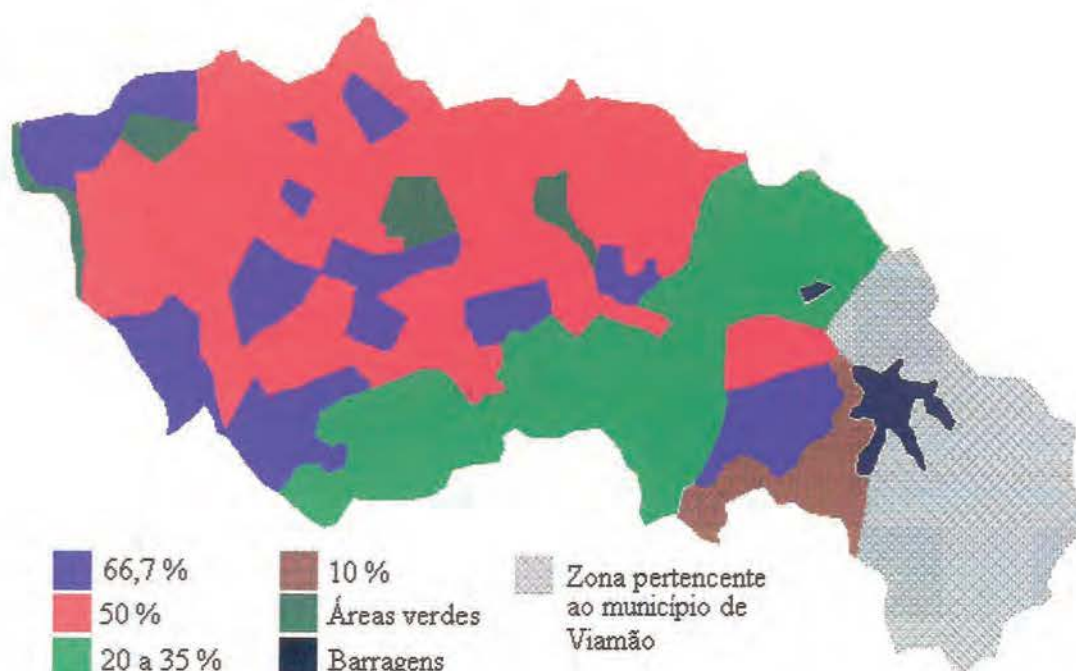 66,7 %
50 %
20 a 35 %
10 %
Áreas verdes
Barragens
Zona pertencente
ao município de
Viamão